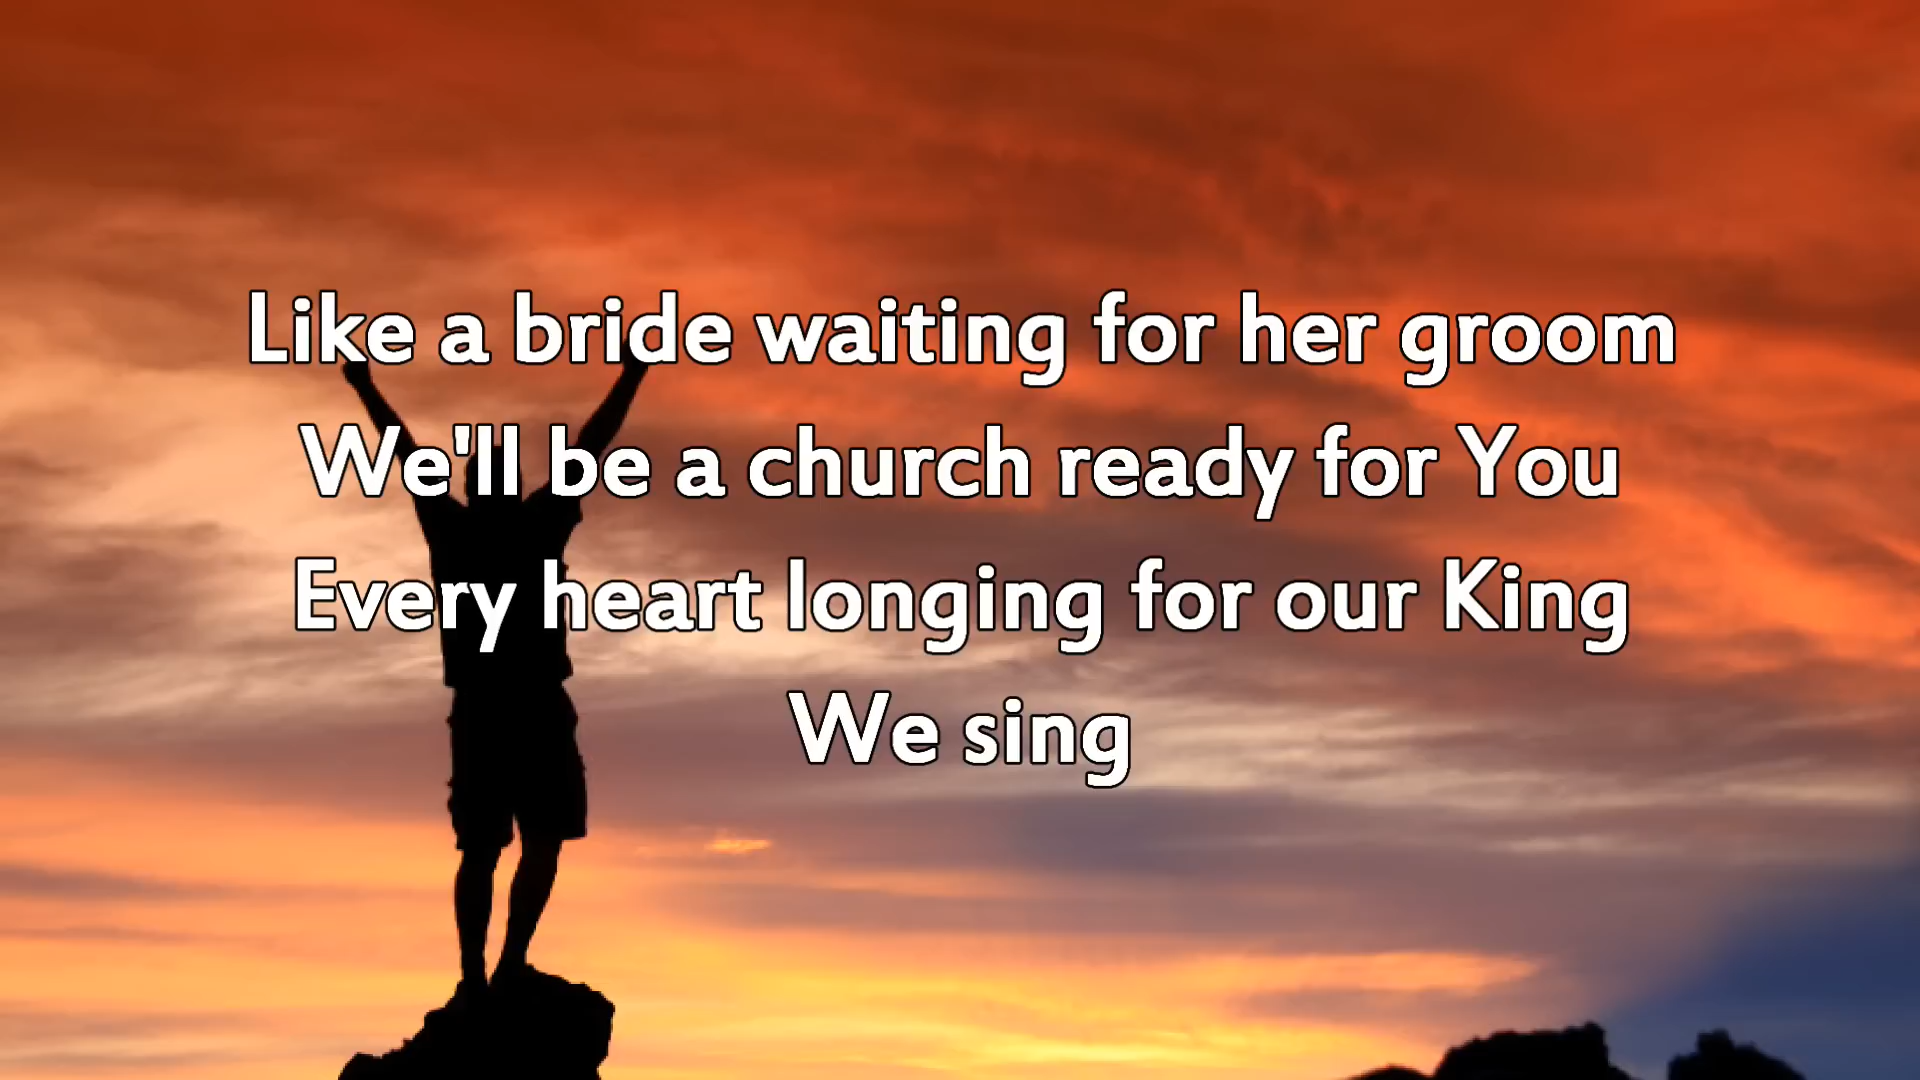 Like a bride waiting for her groom
We'll be a church ready for You
Every heart longing for our King
We sing